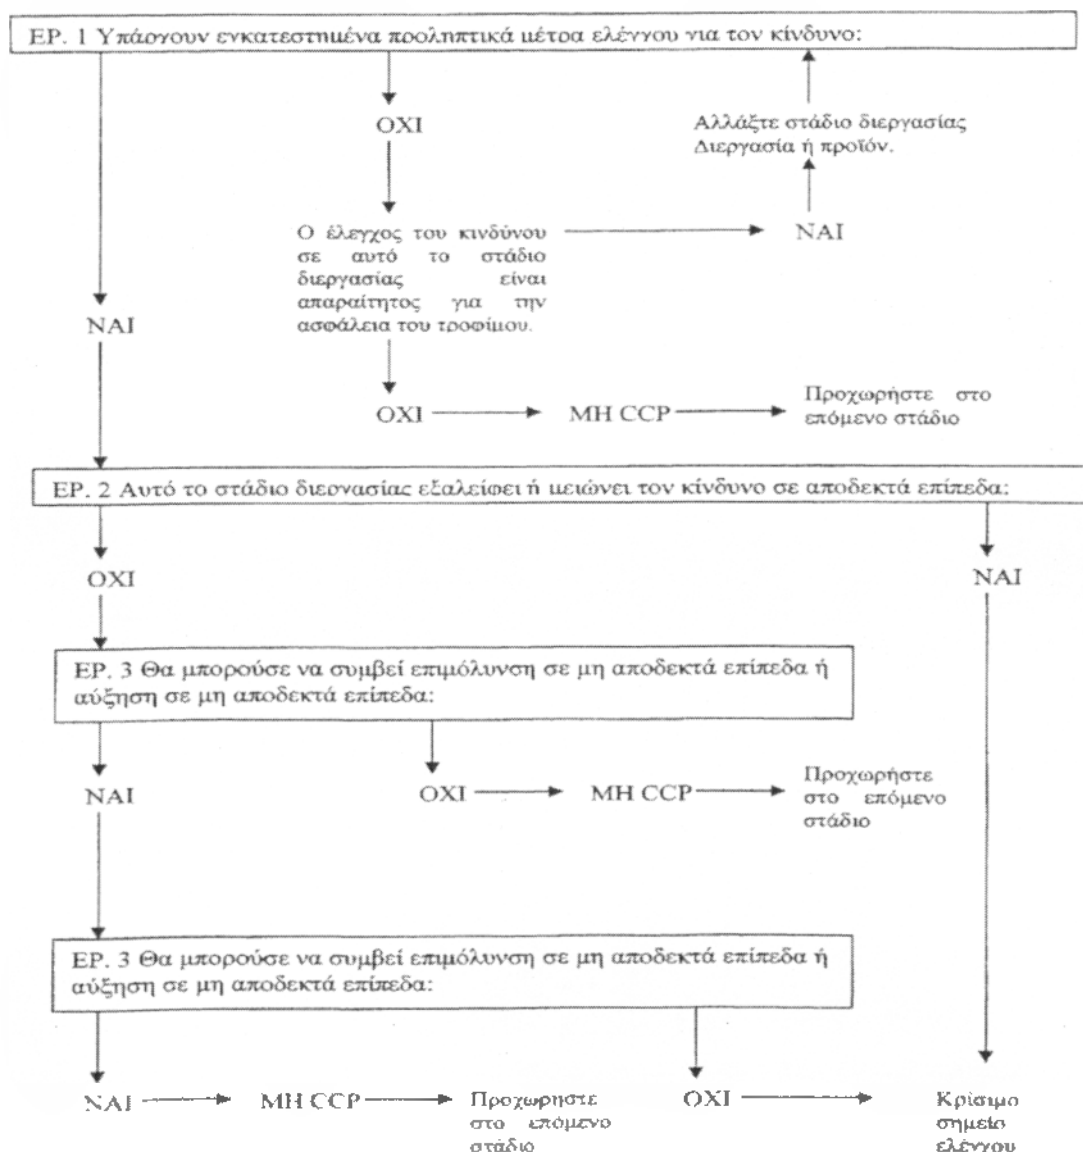 ΕΡ. 1 Υπάρχουν εγκατεστημένα προληπτικά μέτρα ελέγχου για τον κίνδυνο:
ΟΧΙ
Αλλάξτε στάδιο διεργασίας
Διεργασία ή προϊόν.
Ο έλεγχος του κινδύνου
σε αυτό το στάδιο
διεργασίας είναι
απαραίτητος για την
ασφάλεια του τροφίμου.
ΝΑΙ
ΝΑΙ
ΟΧΙ
ΜΗ CCP
Προχωρήστε στο
επόμενο στάδιο
ΕΡ. 2 Αυτό το στάδιο διεργασίας εξαλείφει ή μειώνει τον κίνδυνο σε αποδεκτά επίπεδα:
ΟΧΙ
ΝΑΙ
ΕΡ. 3 Θα μπορούσε να συμβεί επιμόλυνση σε μη αποδεκτά επίπεδα ή
αύξηση σε μη αποδεκτά επίπεδα:
ΝΑΙ
ΟΧΙ
ΜΗ CCP
Προχωρήστε
στο επόμενο
στάδιο
ΕΡ. 3 Θα μπορούσε να συμβεί επιμόλυνση σε μη αποδεκτά επίπεδα ή
αύξηση σε μη αποδεκτά επίπεδα:
ΝΑΙ
ΜΗ CCP
Προχωρηστε
στο επόμενο
στάδιο
ΟΧΙ
Κρίσιμο
σημείο
ελέγχου